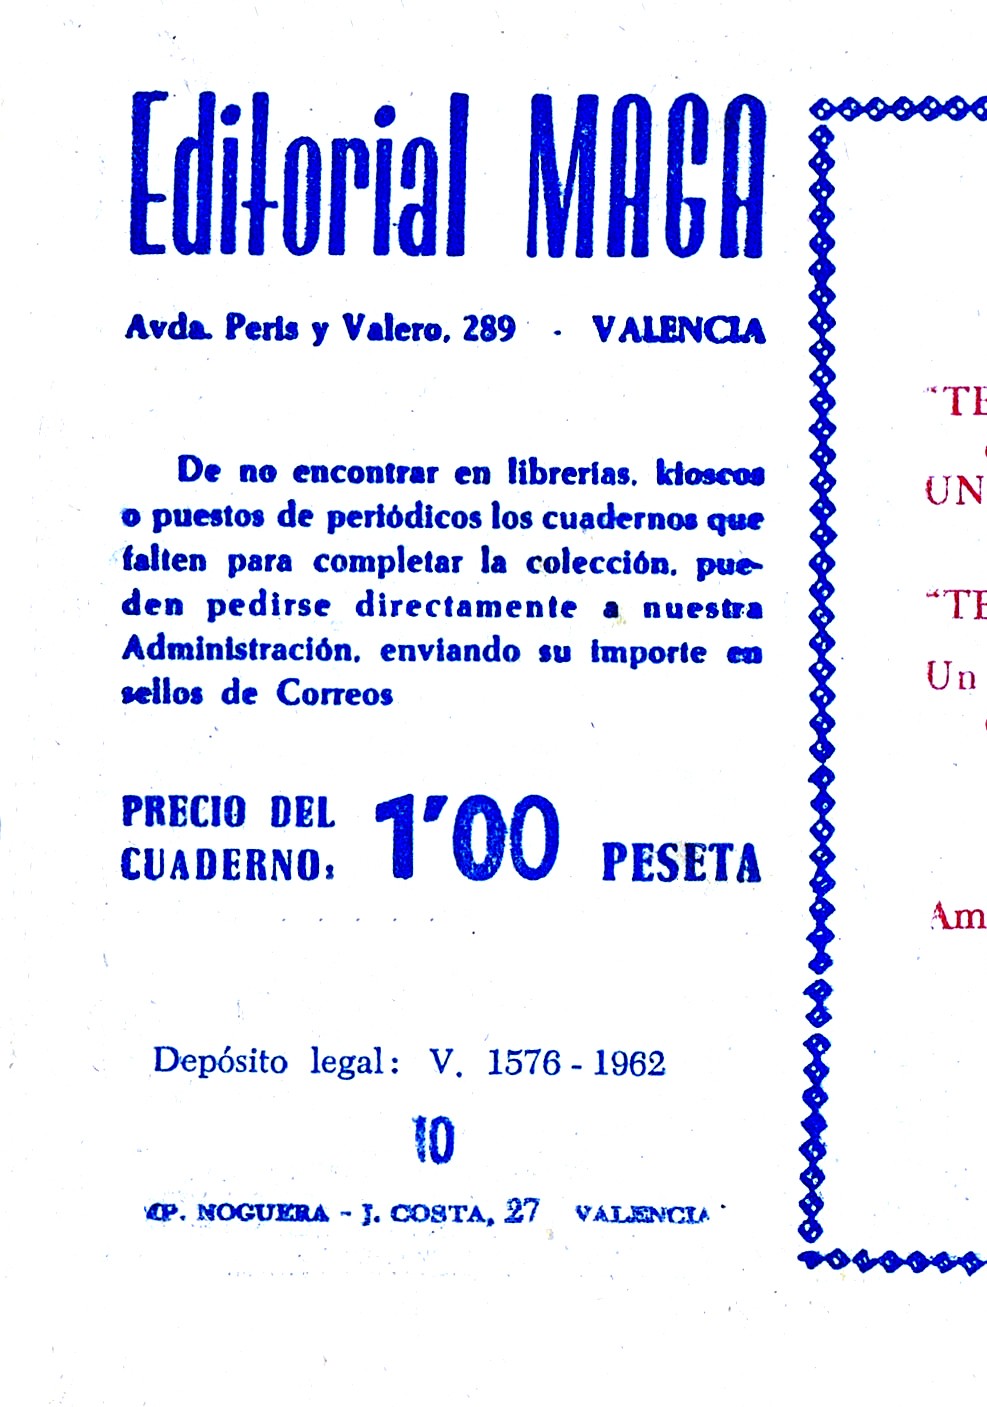 Editorial MAGA
Avda. Peris y Valero, 289 - VALENCIA
De no encontrar en librerías, kioscos
o puestos de periódicos los cuadernos que
falten para completar la colección, pue-
den pedirse directamente a nuestra
Administración, enviando su importe en
sellos de Correos
PRECIO DEL
CUADERNO: 1'00 PESETA
Depósito legal: V. 1576 - 1962
10
IMP. NOGUERA - J. COSTA, 27 VALENCIA
"TE
UN
"TE
Un
Am